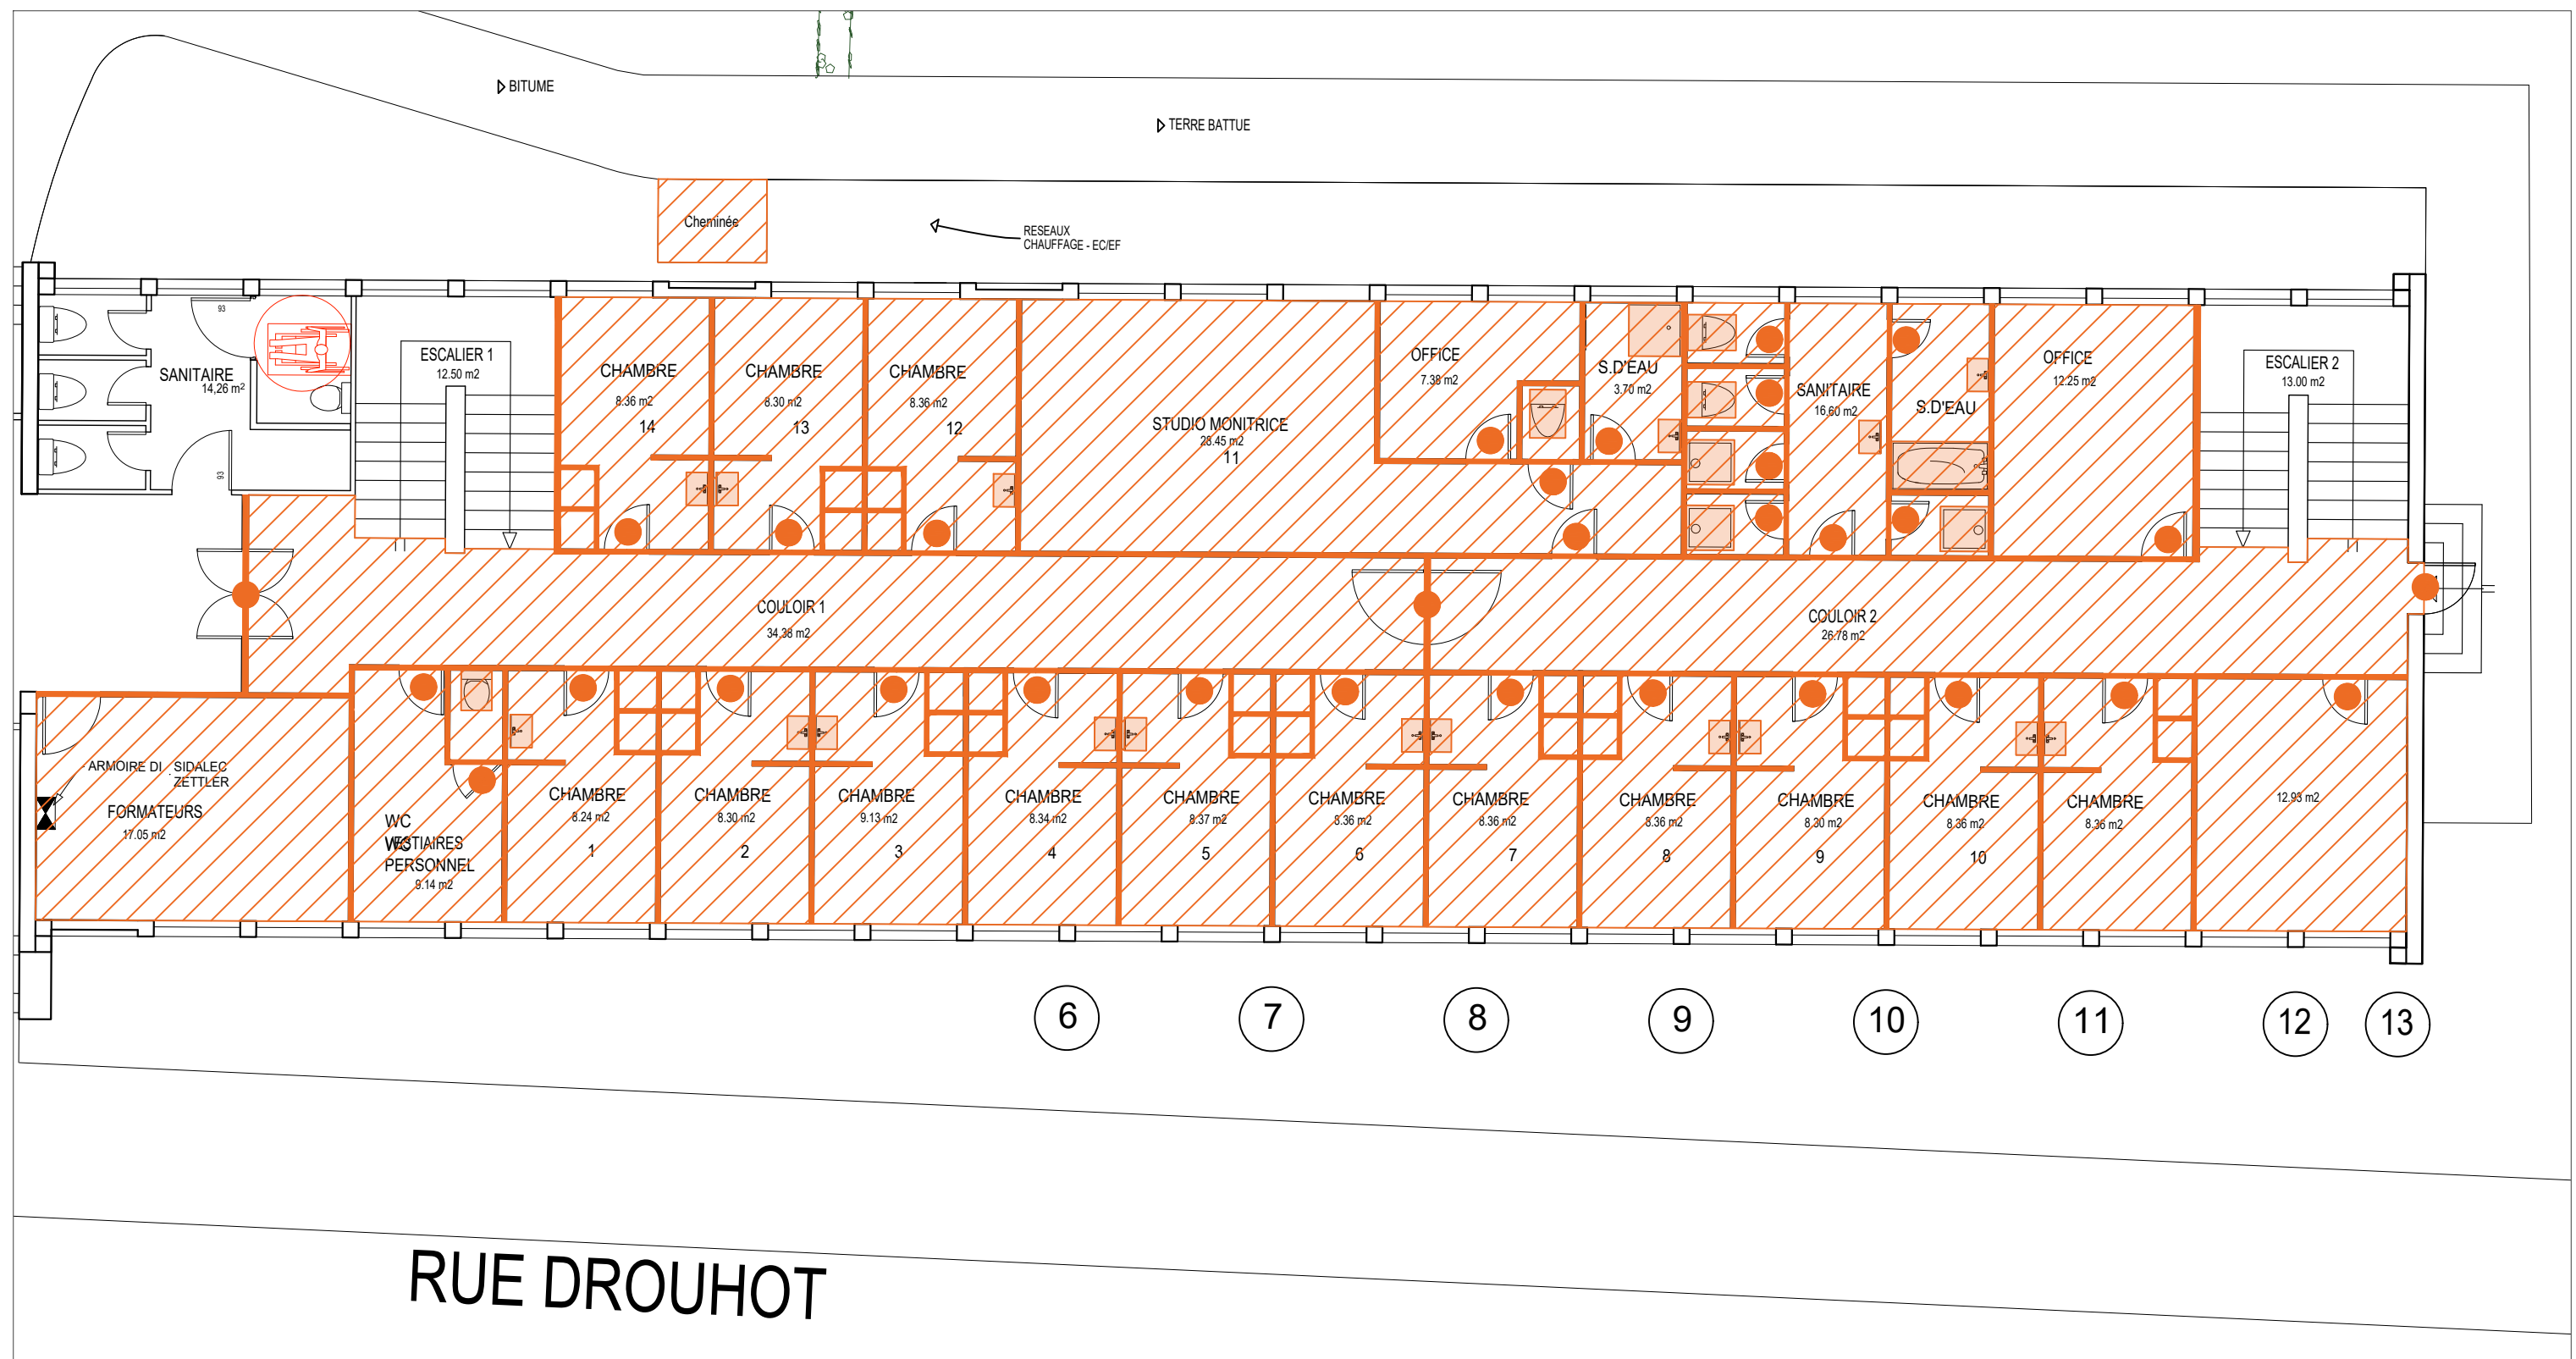 BITUME
TERRE BATTUE
Cheminée
RESEAUX
CHAUFFAGE - EC/EF
93
SANITAIRE
14,26 m²
93
ESCALIER 1
12.50 m2
CHAMBRE
8.36 m2
14
CHAMBRE
8.30 m2
13
CHAMBRE
8.36 m2
12
STUDIO MONITRICE
28.45 m2
11
OFFICE
7.38 m2
S.D'EAU
3.70 m2
SANITAIRE
16.60 m2
S.D'EAU
OFFICE
12.25 m2
ESCALIER 2
13.00 m2
COULOIR 1
34.38 m2
COULOIR 2
26.78 m2
ARMOIRE DI
SIDALEC
ZETTLER
FORMATEURS
17.05 m2
WC
VESTIAIRES
PERSONNEL
9.14 m2
CHAMBRE
8.24 m2
1
CHAMBRE
8.30 m2
2
CHAMBRE
9.13 m2
3
CHAMBRE
8.34 m2
4
CHAMBRE
8.37 m2
5
CHAMBRE
8.36 m2
6
CHAMBRE
8.36 m2
7
CHAMBRE
8.36 m2
8
CHAMBRE
8.30 m2
9
CHAMBRE
8.36 m2
10
CHAMBRE
8.36 m2
12.93 m2
6
7
8
9
10
11
12
13
RUE DROUHOT